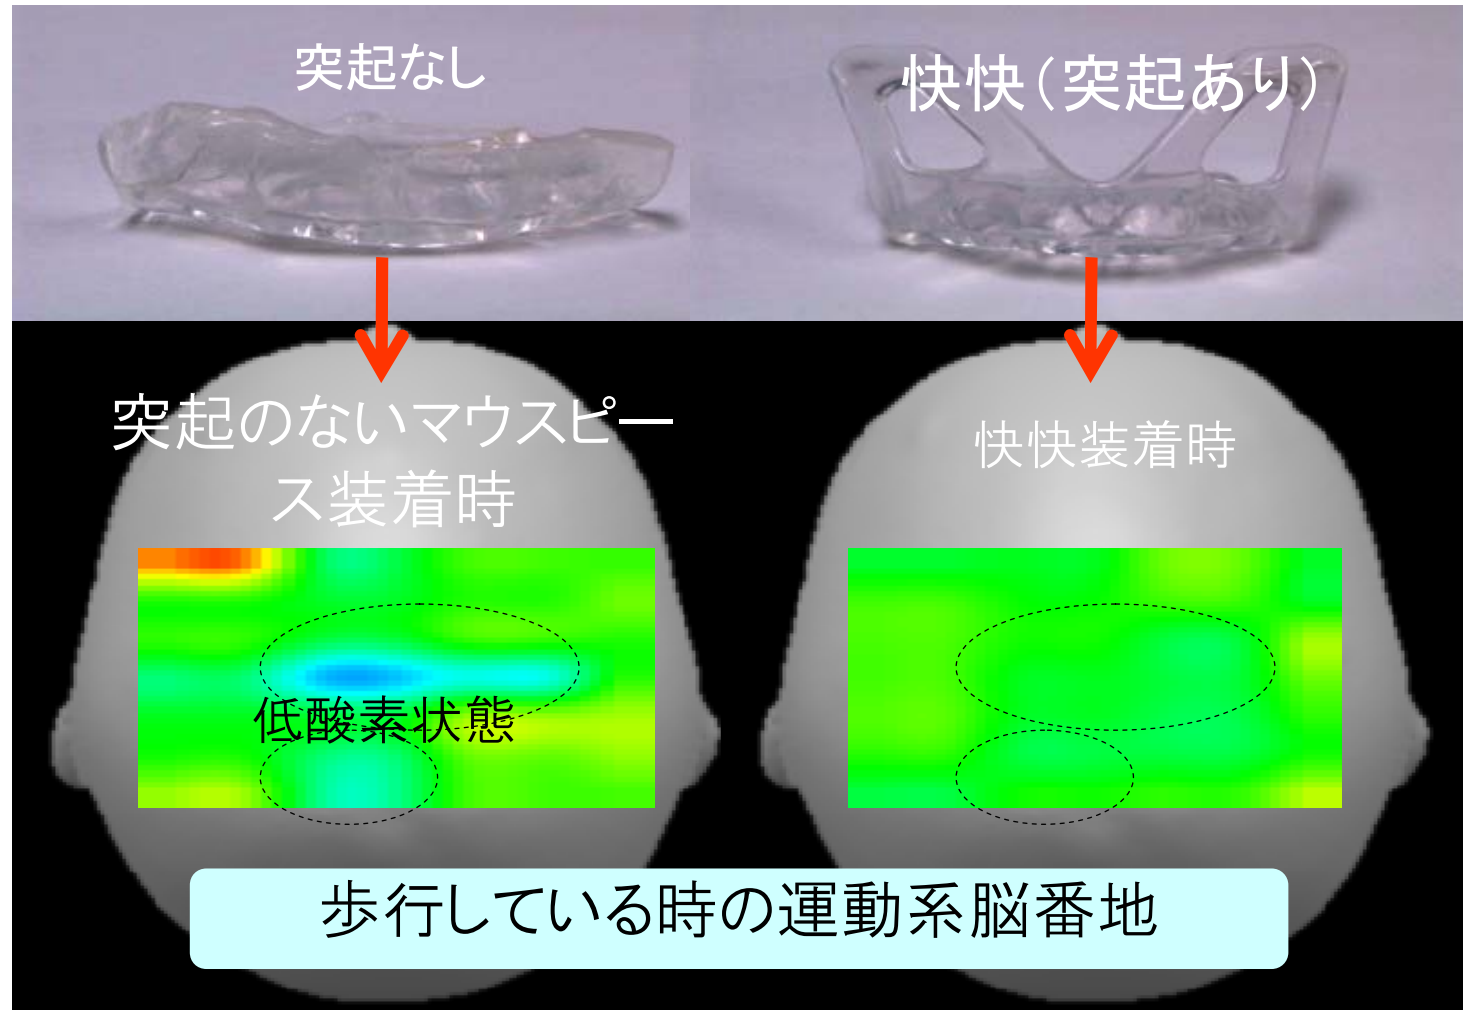 突起なし
快快（突起あり）
突起のないマウスピー
ス装着時
快快装着時
低酸素状態
歩行している時の運動系脳番地